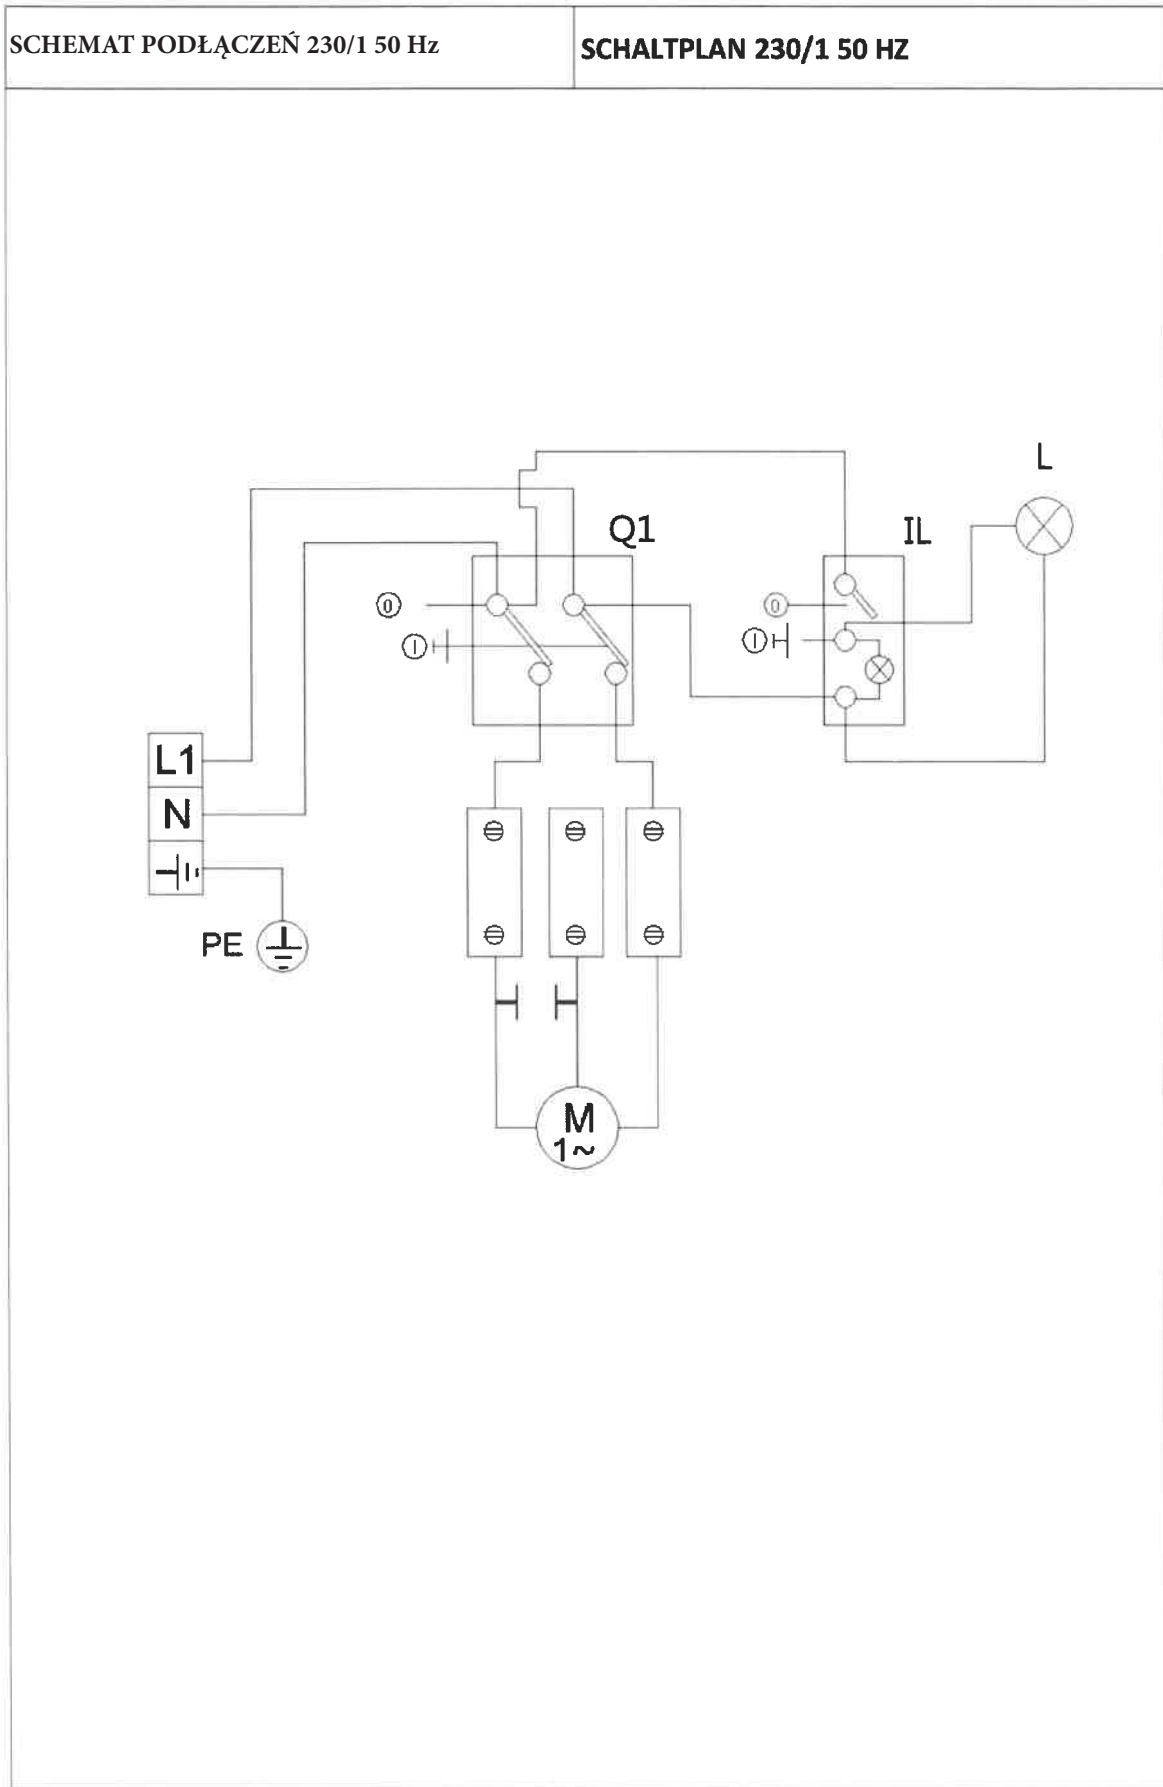 SCHEMAT PODŁĄCZEŃ 230/1 50 Hz
SCHALTPLAN 230/1 50 HZ
L
Q1
IL
0
0
I
I
L1
N
PE
M
1~